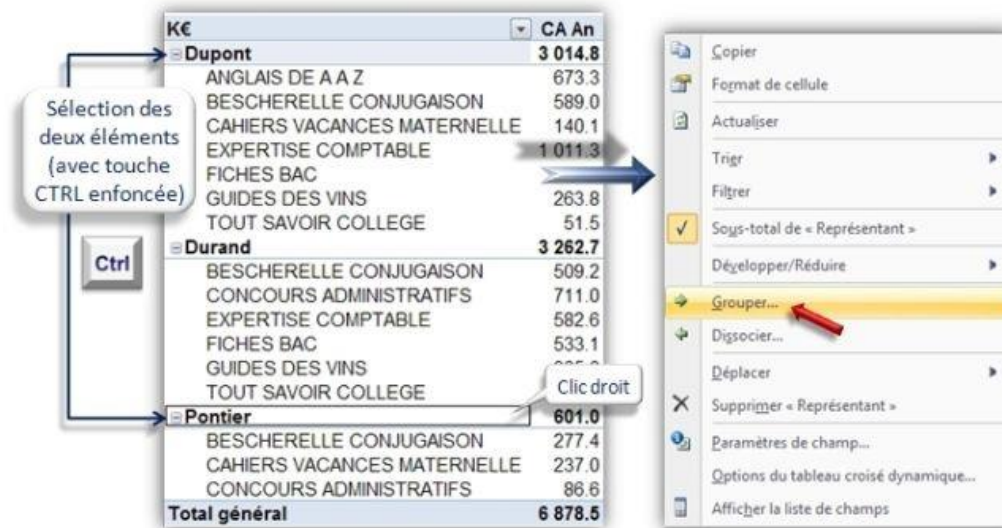 K€ CA An
Dupont 3 014.8
ANGLAIS DE A A Z 673.3
BESCHERELLE CONJUGAISON 589.0
CAHIERS VACANCES MATERNELLE 140.1
EXPERTISE COMPTABLE 1 011.3
FICHES BAC
GUIDES DES VINS 263.8
TOUT SAVOIR COLLEGE 51.5
Durand 3 262.7
BESCHERELLE CONJUGAISON 509.2
CONCOURS ADMINISTRATIFS 711.0
EXPERTISE COMPTABLE 582.6
FICHES BAC 533.1
GUIDES DES VINS
TOUT SAVOIR COLLEGE
Pontier 601.0
BESCHERELLE CONJUGAISON 277.4
CAHIERS VACANCES MATERNELLE 237.0
CONCOURS ADMINISTRATIFS 86.6
Total général 6 878.5
Sélection des
deux éléments
(avec touche
CTRL enfoncée)
Ctrl
Clic droit
Copier
Format de cellule
Actualiser
Trier
Filtrer
Sous-total de « Représentant »
Développer/Réduire
Grouper...
Dissocier...
Déplacer
Supprimer « Représentant »
Paramètres de champ...
Options du tableau croisé dynamique...
Afficher la liste de champs